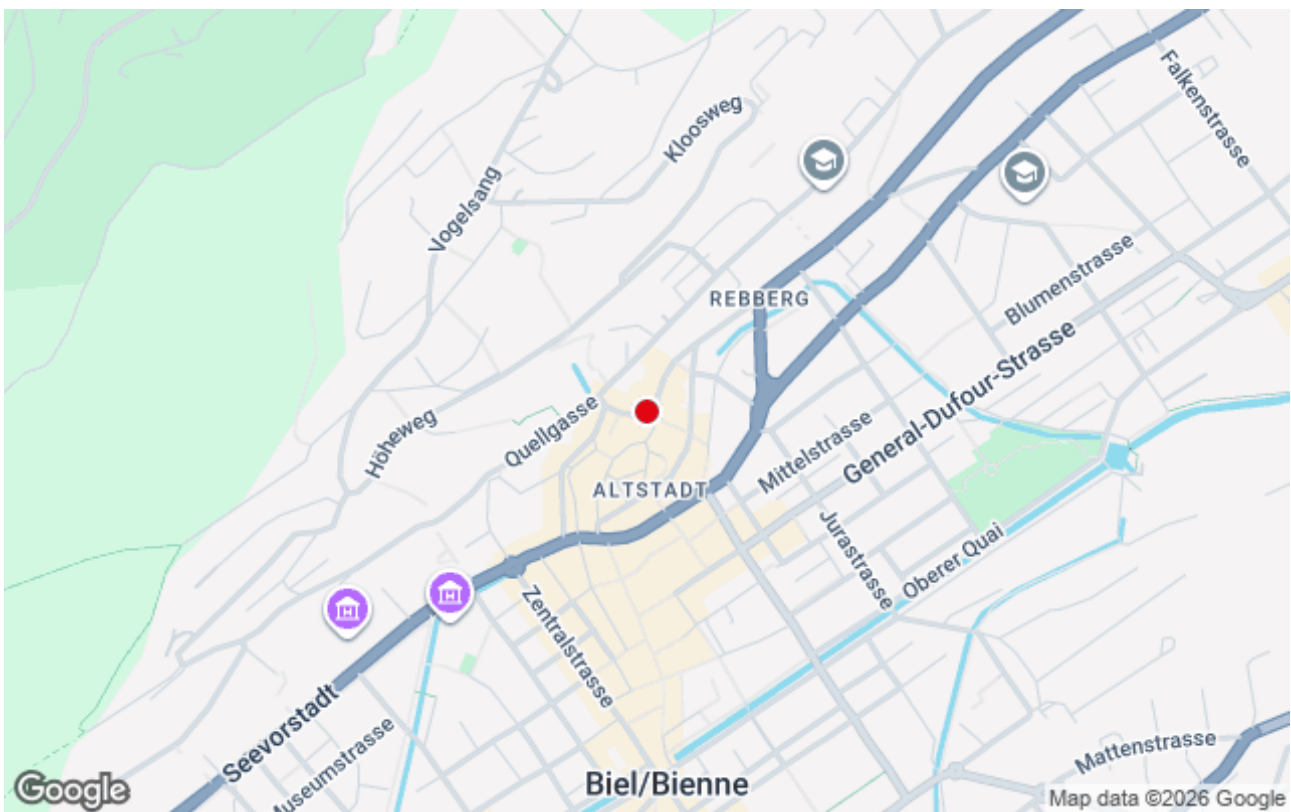 Falkenstrasse
Kloosweg
Vogelsang
REBBERG
Blumenstrasse
General-Dufour-Strasse
Höheweg
Quellgasse
Mittelstrasse
ALTSTADT
Jurastrasse
Oberer Quai
Zentralstrasse
Seevorstadt
Museumstrasse
Mattenstrasse
Biel/Bienne
Google
Map data ©2026 Google